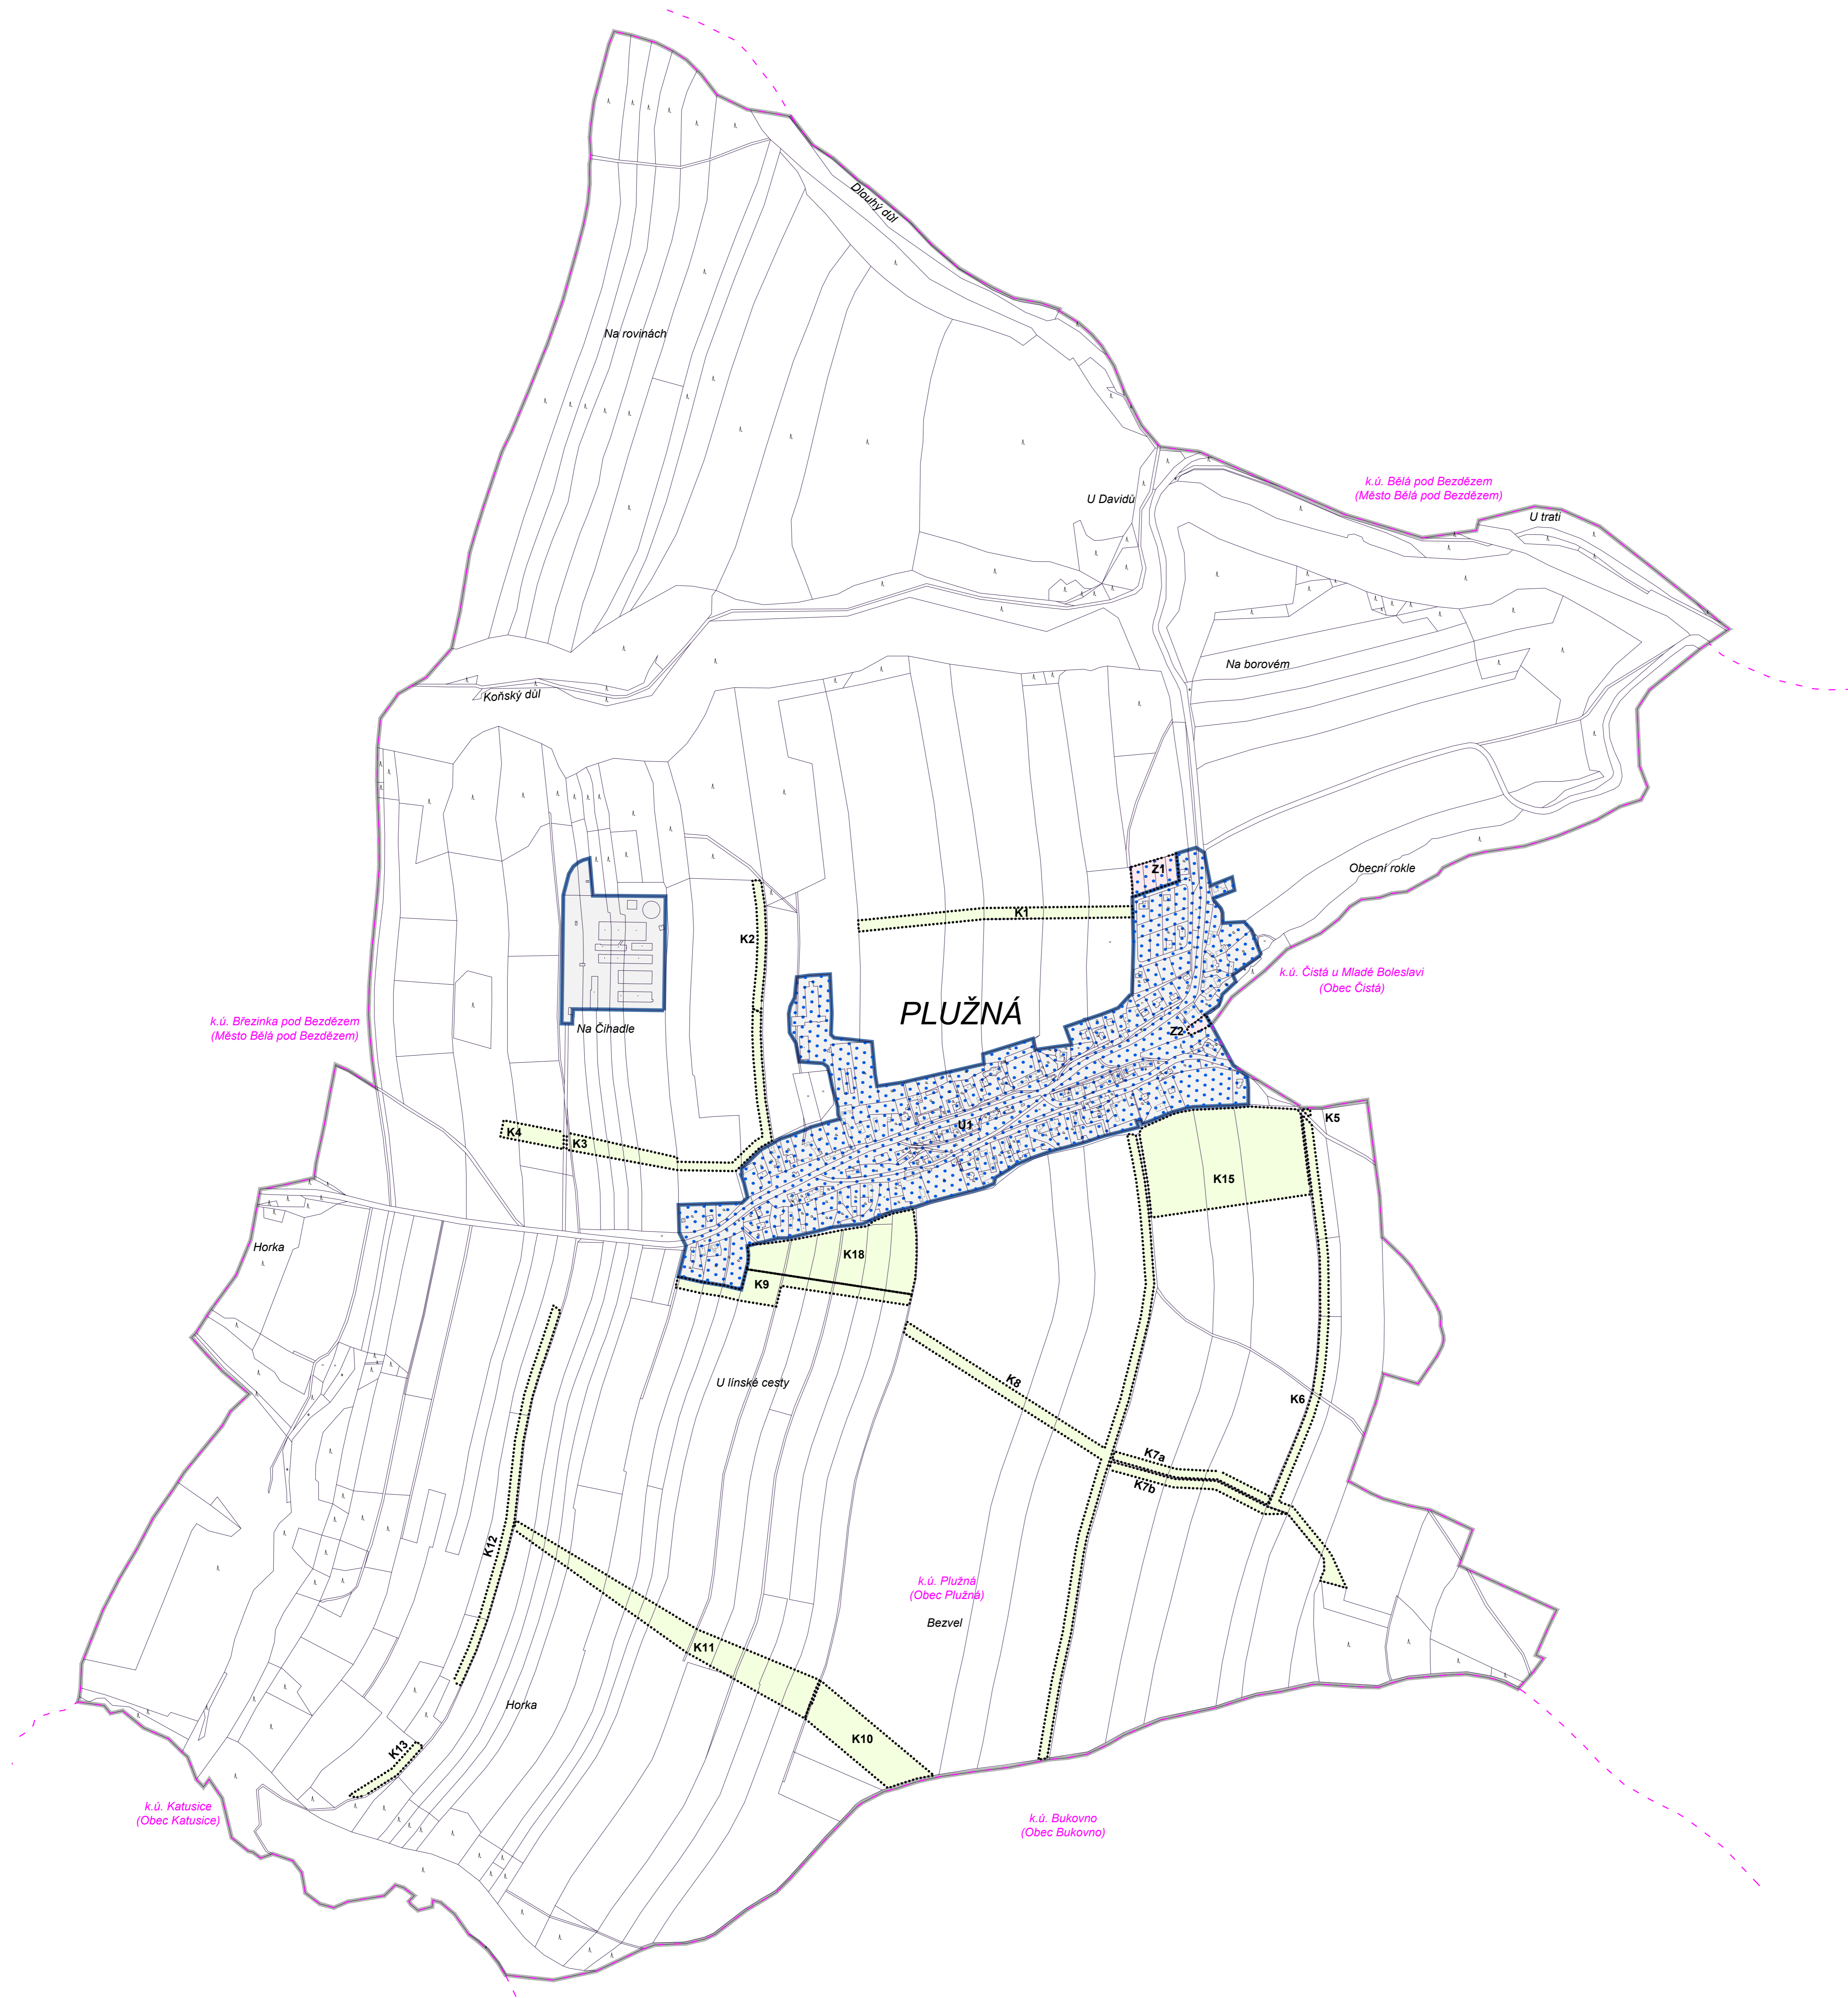 Dlouhý důl
Na rovinách
k.ú. Bělá pod Bezdězem
(Město Bělá pod Bezdězem)
U Davidů
U trati
Na borovém
Koňský důl
Z1
Obecní rokle
K1
K2
k.ú. Čistá u Mladé Boleslavi
(Obec Čistá)
PLUŽNÁ
k.ú. Březinka pod Bezdězem
(Město Bělá pod Bezdězem)
Na Čihadle
Z2
K5
U1
K4
K3
K15
Horka
K18
K9
U línské cesty
K8
K6
K7a
K7b
K12
k.ú. Plužná
(Obec Plužná)
Bezvel
K11
Horka
K10
K13
k.ú. Katusice
(Obec Katusice)
k.ú. Bukovno
(Obec Bukovno)